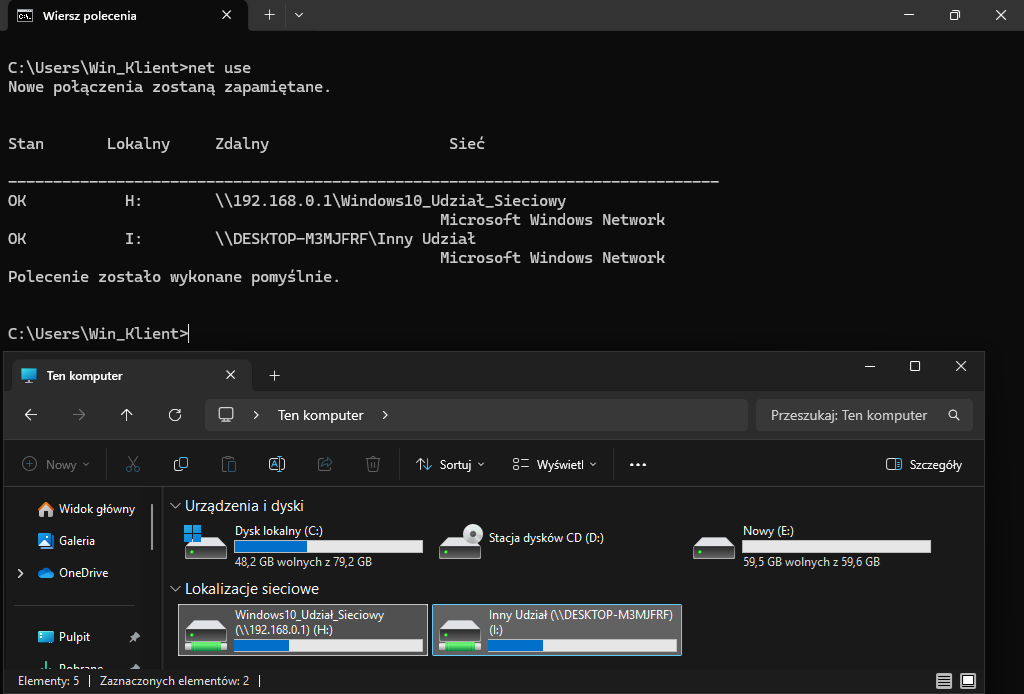 Wiersz polecenia
C:\Users\Win_Klient>net use
Nowe połączenia zostaną zapamiętane.
Stan Lokalny Zdalny Sieć
-------------------------------------------------------------------------------
OK H: \\192.168.0.1\Windows10_Udział_Sieciowy
Microsoft Windows Network
OK I: \\DESKTOP-M3MJFRF\Inny Udział
Microsoft Windows Network
Polecenie zostało wykonane pomyślnie.
C:\Users\Win_Klient>
Ten komputer
Ten komputer
Przeszukaj: Ten komputer
Nowy
Sortuj
Wyświetl
Szczegóły
Widok główny
Galeria
OneDrive
Pulpit
Pobrane
Urządzenia i dyski
Dysk lokalny (C:)
48,2 GB wolnych z 79,2 GB
Stacja dysków CD (D:)
Nowy (E:)
59,5 GB wolnych z 59,6 GB
Lokalizacje sieciowe
Windows10_Udział_Sieciowy
(\\192.168.0.1) (H:)
Inny Udział (\\DESKTOP-M3MJFRF)
(I:)
Elementy: 5 Zaznaczonych elementów: 2